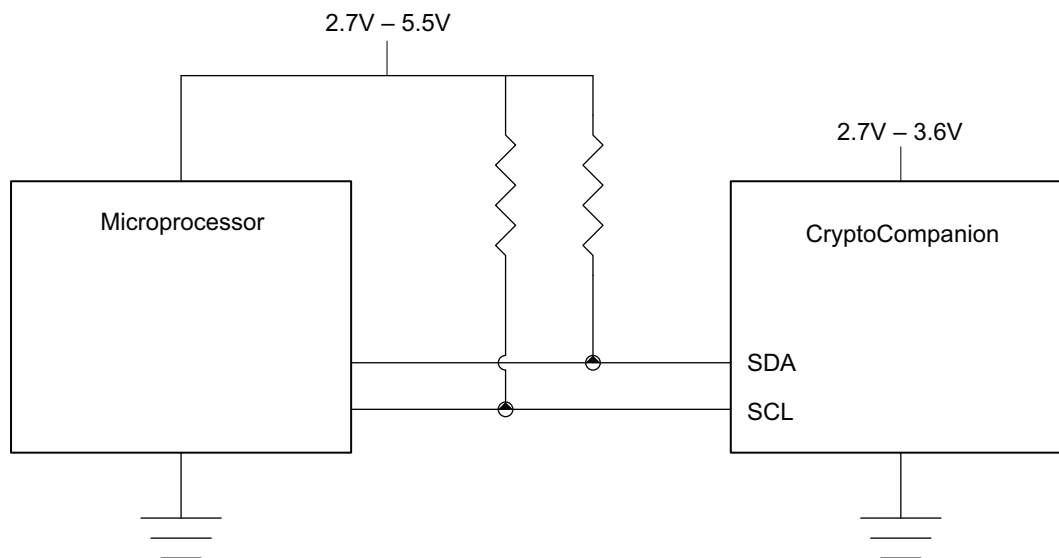 2.7V – 5.5V
2.7V – 3.6V
Microprocessor
CryptoCompanion
SDA
SCL